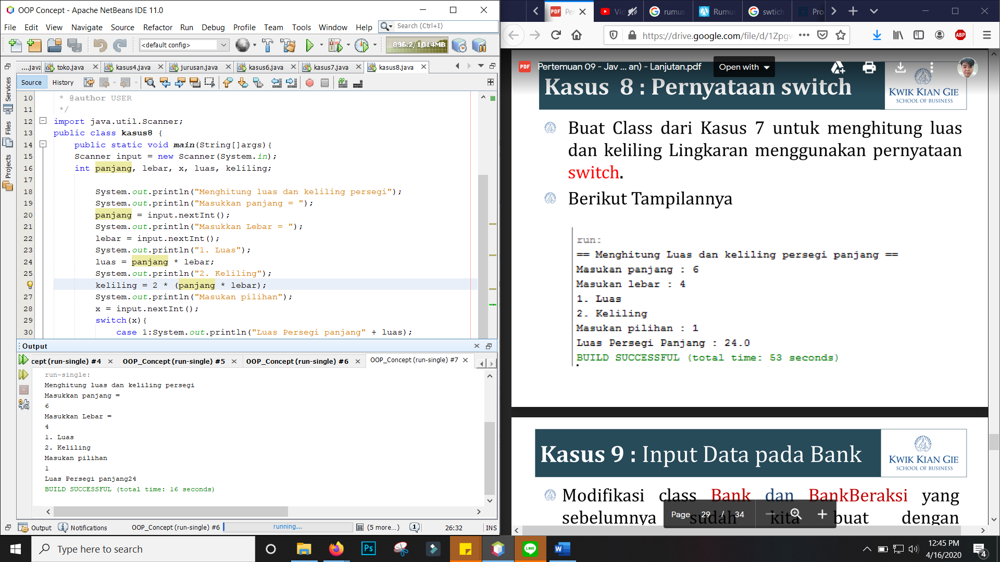 OOP Concept - Apache NetBeans IDE 11.0
File Edit View Navigate Source Refactor Run Debug Profile Team Tools Window Help
Search (Ctrl+I)
<default config>
896.2/1014MB
....java toko.java kasus4.java jurusan.java kasus6.java kasus7.java kasus8.java
Source History
Services
Files
Projects
10 * @author USER
11 */
12 import java.util.Scanner;
13 public class kasus8 {
14 public static void main(String[]args){
15 Scanner input = new Scanner(System.in);
16 int panjang, lebar, x, luas, keliling;
17
18 System.out.println("Menghitung luas dan keliling persegi");
19 System.out.println("Masukkan panjang = ");
20 panjang = input.nextInt();
21 System.out.println("Masukkan Lebar = ");
22 lebar = input.nextInt();
23 System.out.println("1. Luas");
24 luas = panjang * lebar;
25 System.out.println("2. Keliling");
keliling = 2 * (panjang * lebar);
27 System.out.println("Masukan pilihan");
28 x = input.nextInt();
29 switch(x){
30 case 1:System.out.println("Luas Persegi panjang" + luas);
Output
cept (run-single) #4 OOP_Concept (run-single) #5 OOP_Concept (run-single) #6 OOP_Concept (run-single) #7
run-single:
Menghitung luas dan keliling persegi
Masukkan panjang =
6
Masukkan Lebar =
4
1. Luas
2. Keliling
Masukan pilihan
1
Luas Persegi panjang24
BUILD SUCCESSFUL (total time: 16 seconds)
Output Notifications OOP_Concept (run-single) #6 running... (5 more...) 1 26:32 INS
PDF Pe Vid rumus Rumu swtich Pro
https://drive.google.com/file/d/1Zpgw
ABP
PDF Pertemuan 09 - Jav ... an) - Lanjutan.pdf Open with
Kasus 8 : Pernyataan switch
KWIK KIAN GIE
SCHOOL OF BUSINESS
Buat Class dari Kasus 7 untuk menghitung luas
dan keliling Lingkaran menggunakan pernyataan
switch.
Berikut Tampilannya
run:
== Menghitung Luas dan keliling persegi panjang ==
Masukan panjang : 6
Masukan lebar : 4
1. Luas
2. Keliling
Masukan pilihan : 1
Luas Persegi Panjang : 24.0
BUILD SUCCESSFUL (total time: 53 seconds)
Kasus 9 : Input Data pada Bank
KWIK KIAN GIE
SCHOOL OF BUSINESS
Modifikasi class Bank dan BankBeraksi yang
sebelumnya sudah kita buat dengan
Page 29 / 34
Type here to search
Ps
LINE
W
12:45 PM
4/16/2020
4